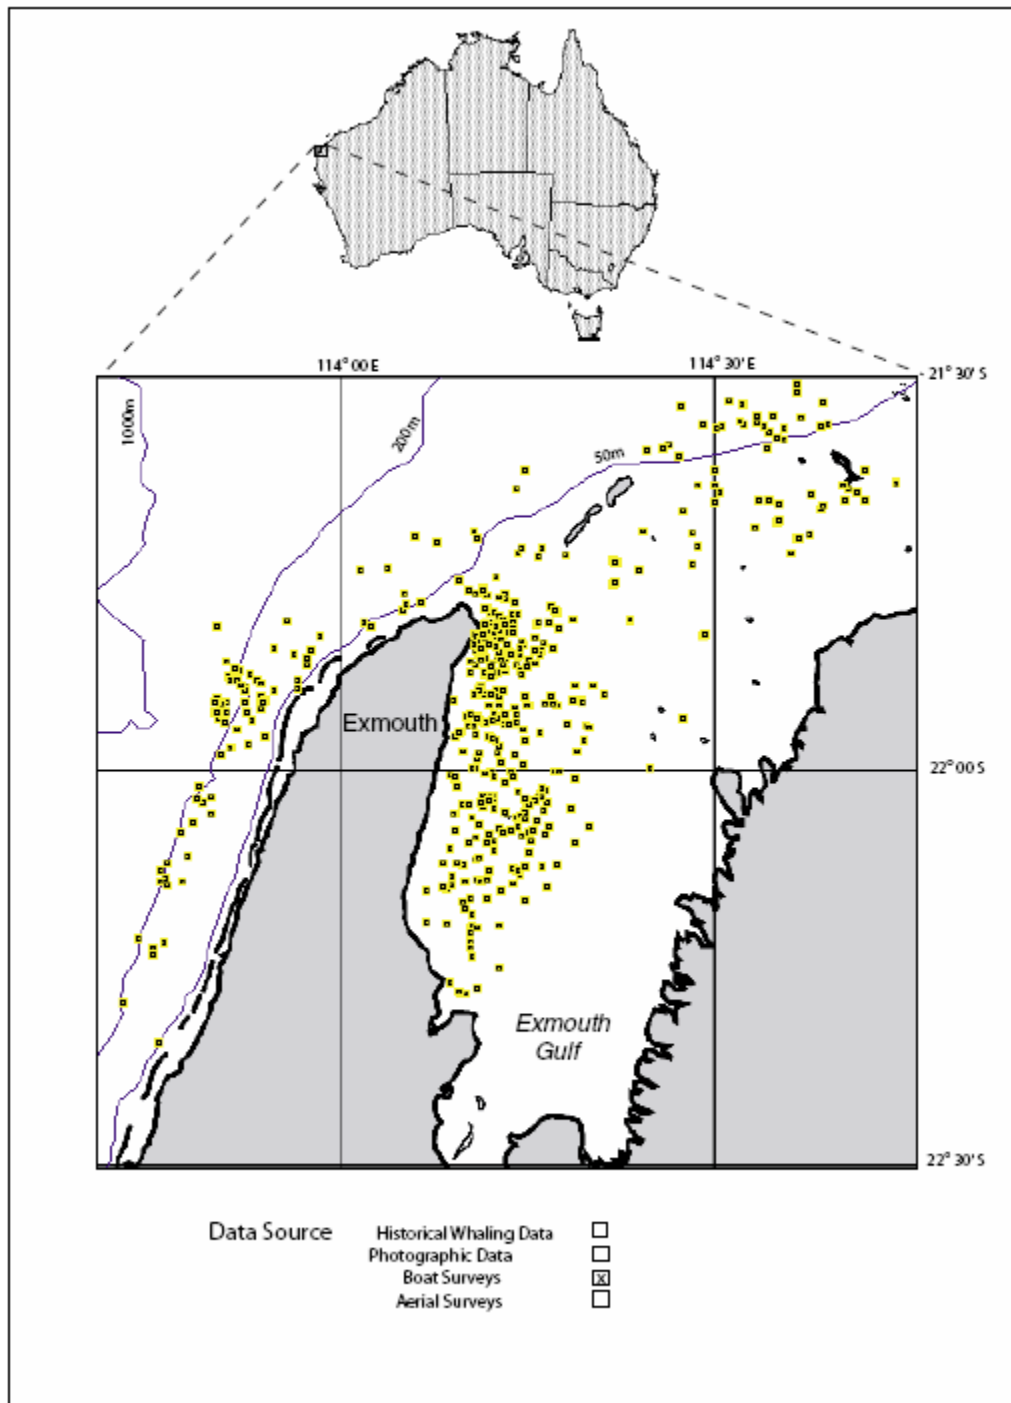 114° 00 E
114° 30' E
21° 30' S
1000m
200m
50m
Exmouth
22° 00'S
Exmouth
Gulf
22° 30' S
Data Source
Historical Whaling Data
Photographic Data
Boat Surveys x
Aerial Surveys